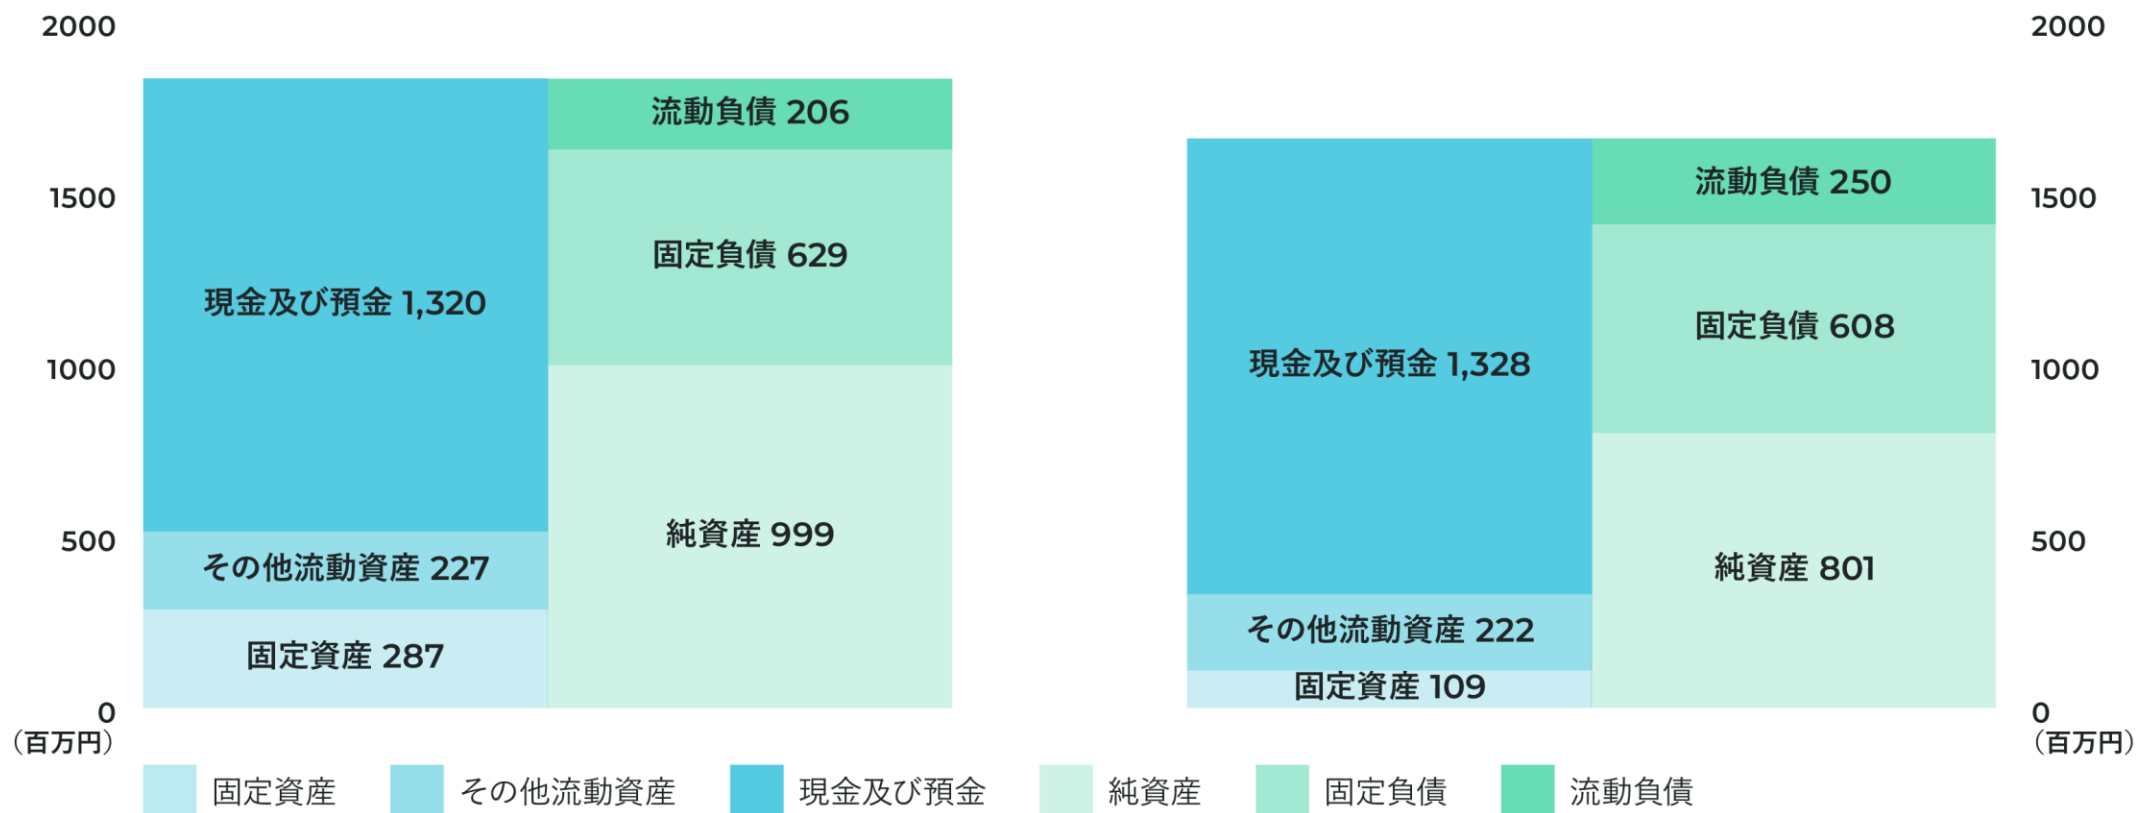 2000
1500
1000
500
0
（百万円）
現金及び預金 1,320
その他流動資産 227
固定資産 287
流動負債 206
固定負債 629
純資産 999
現金及び預金 1,328
その他流動資産 222
固定資産 109
流動負債 250
固定負債 608
純資産 801
2000
1500
1000
500
0
（百万円）
固定資産
その他流動資産
現金及び預金
純資産
固定負債
流動負債